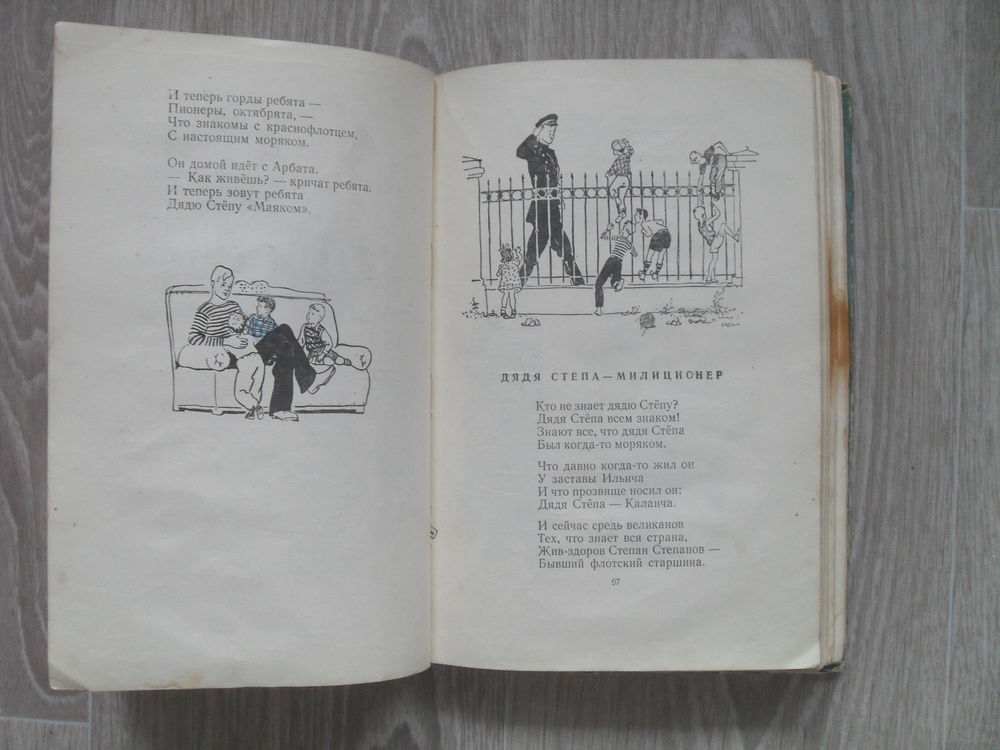 И теперь горды ребята —
Пионеры, октябрята, —
Что знакомы с краснофлотцем,
С настоящим моряком.
Он домой идёт с Арбата.
— Как живёшь? — кричат ребята.
И теперь зовут ребята
Дядю Стёпу «Маяком».
ДЯДЯ СТЕПА—МИЛИЦИОНЕР
Кто не знает дядю Стёпу?
Дядя Стёпа всем знаком!
Знают все, что дядя Стёпа
Был когда-то моряком.
Что давно когда-то жил он
У заставы Ильича
И что прозвище носил он:
Дядя Стёпа — Каланча.
И сейчас средь великанов
Тех, что знает вся страна,
Жив-здоров Степан Степанов —
Бывший флотский старшина.
97